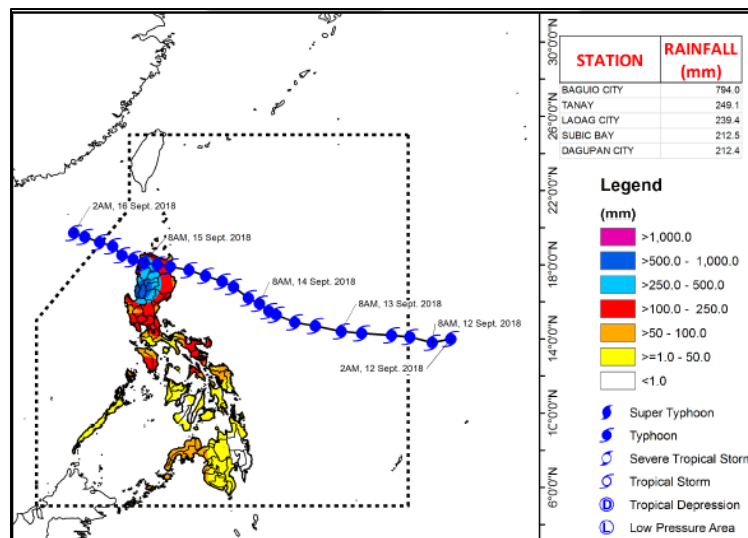 STATION RAINFALL (mm)
BAGUIO CITY 794.0
TANAY 249.1
LAOAG CITY 239.4
SUBIC BAY 212.5
DAGUPAN CITY 212.4
Legend
(mm)
>1,000.0
>500.0 - 1,000.0
>250.0 - 500.0
>100.0 - 250.0
>50 - 100.0
>=1.0 - 50.0
<1.0
Super Typhoon
Typhoon
Severe Tropical Storm
Tropical Storm
D Tropical Depression
L Low Pressure Area
2AM, 16 Sept. 2018
8AM, 15 Sept. 2018
8AM, 14 Sept. 2018
8AM, 13 Sept. 2018
8AM, 12 Sept. 2018
2AM, 12 Sept. 2018
30°0'0"N
26°0'0"N
22°0'0"N
18°0'0"N
14°0'0"N
10°0'0"N
6°0'0"N